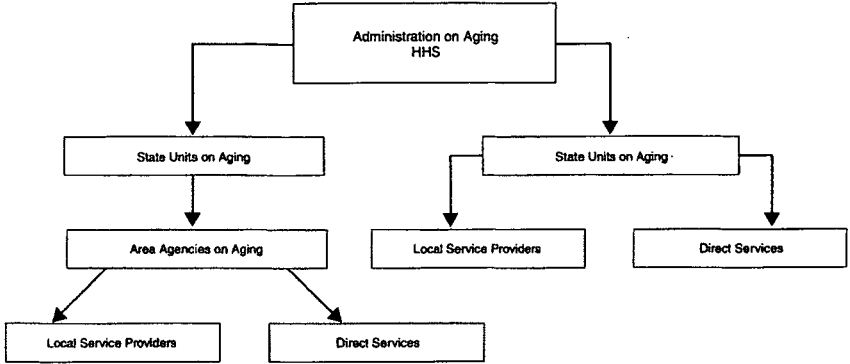 Administration on Aging
HHS
State Units on Aging
State Units on Aging
Area Agencies on Aging
Local Service Providers
Direct Services
Local Service Providers
Direct Services